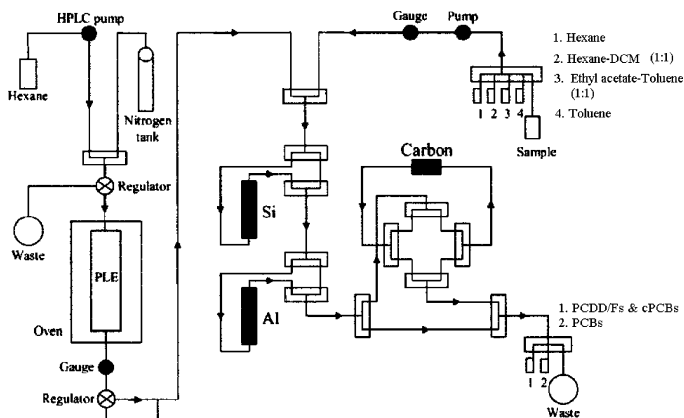 HPLC pump
Gauge
Pump
1. Hexane
2. Hexane-DCM (1:1)
3. Ethyl acetate-Toluene
(1:1)
4. Toluene
Hexane
Nitrogen
tank
1 2 3 4
Sample
Regulator
Carbon
Si
Waste
PLE
Oven
Al
1. PCDD/Fs & cPCBs
2. PCBs
Gauge
1 2
Regulator
Waste